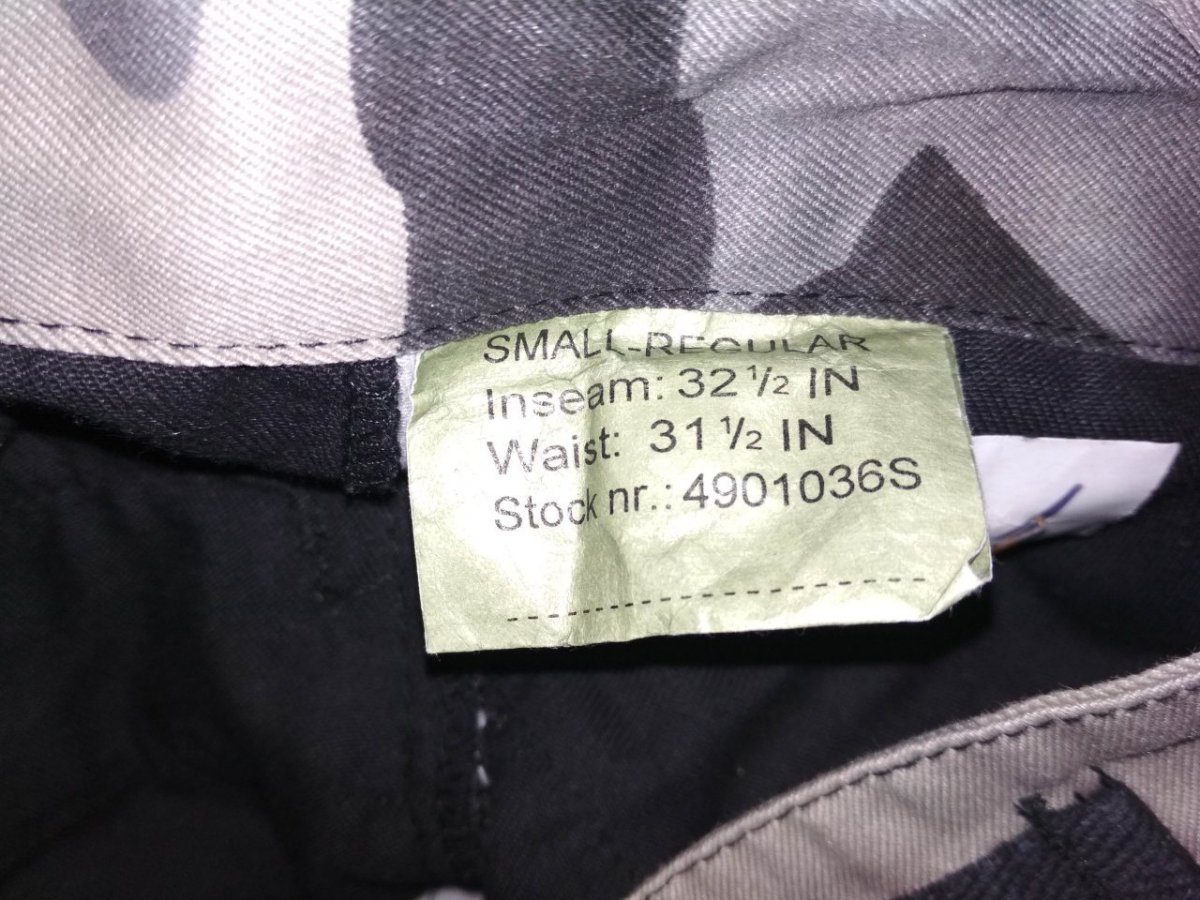 SMALL-REGULAR
Inseam: 32 ½ IN
Waist: 31 ½ IN
Stock nr.: 4901036S